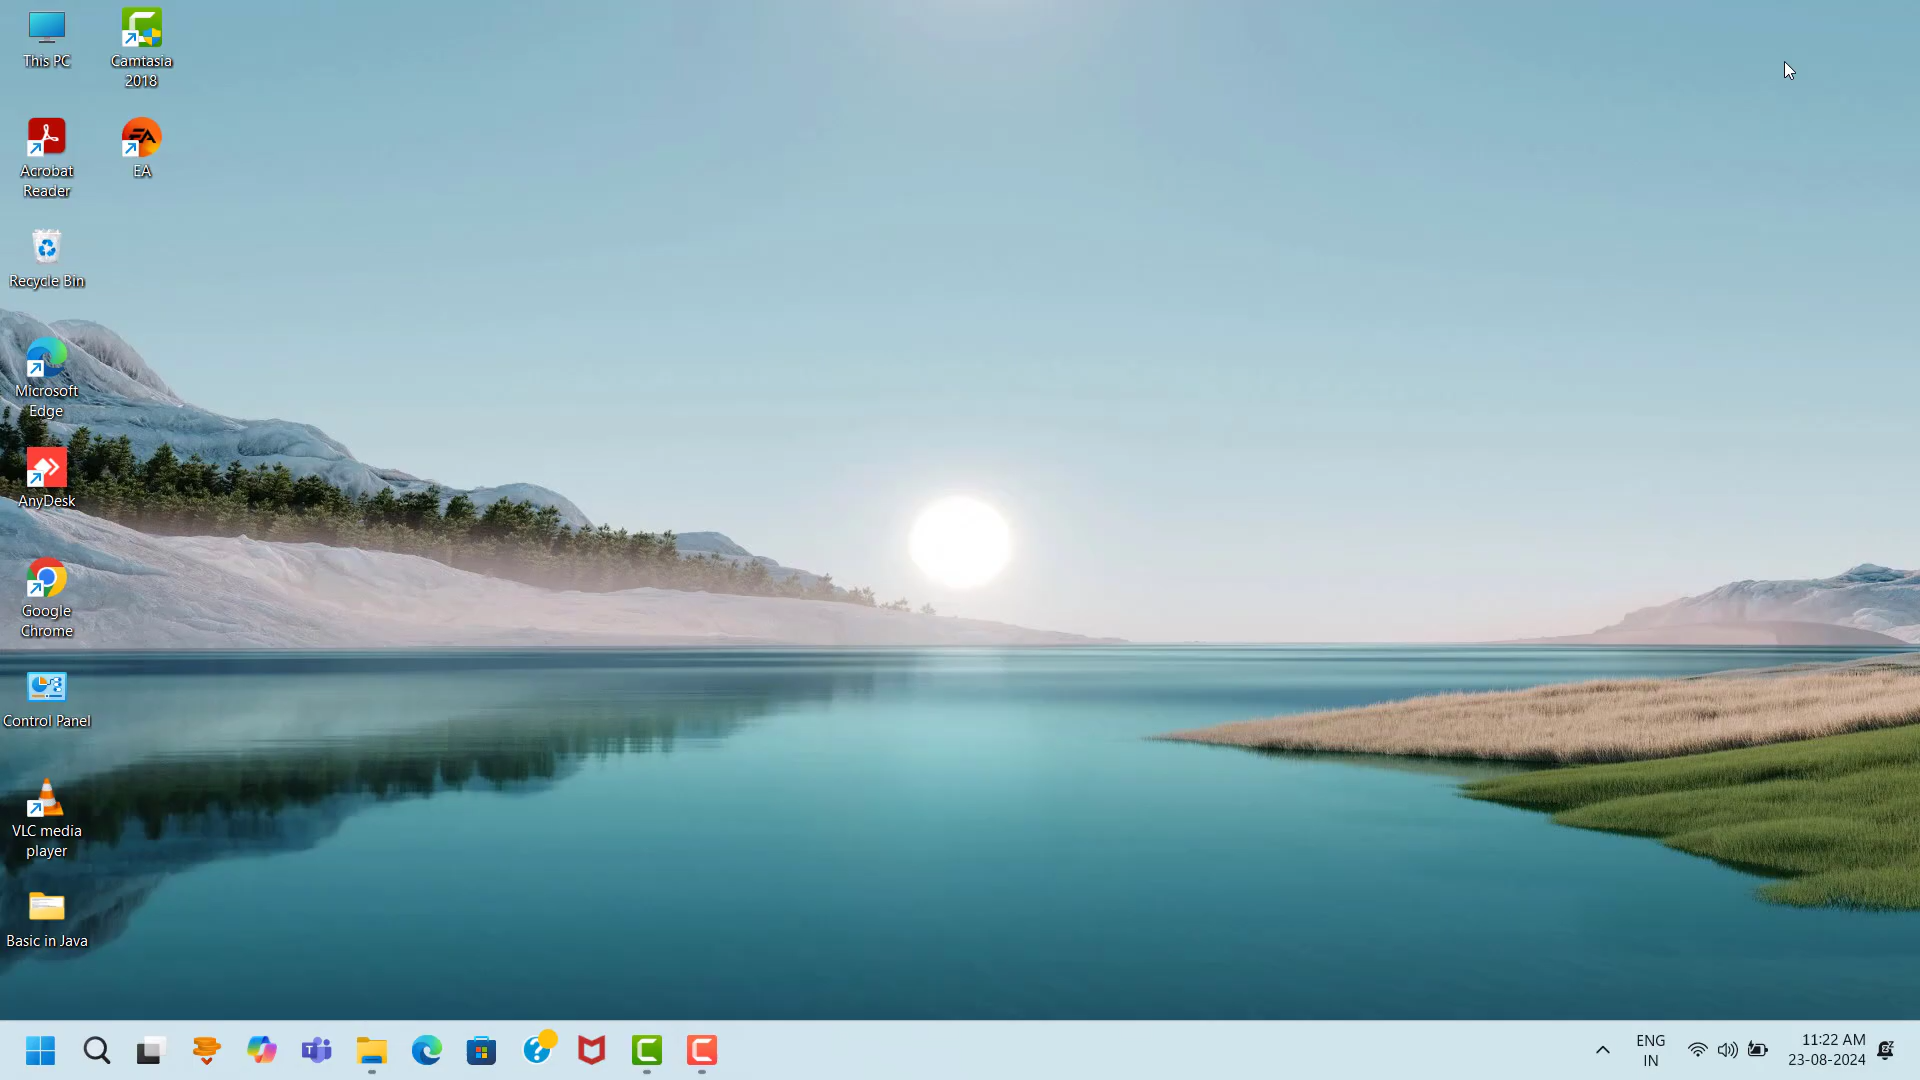 This PC
Camtasia
2018
Acrobat
Reader
EA
Recycle Bin
Microsoft
Edge
AnyDesk
Google
Chrome
Control Panel
VLC media
player
Basic in Java
ENG
IN
11:22 AM
23-08-2024